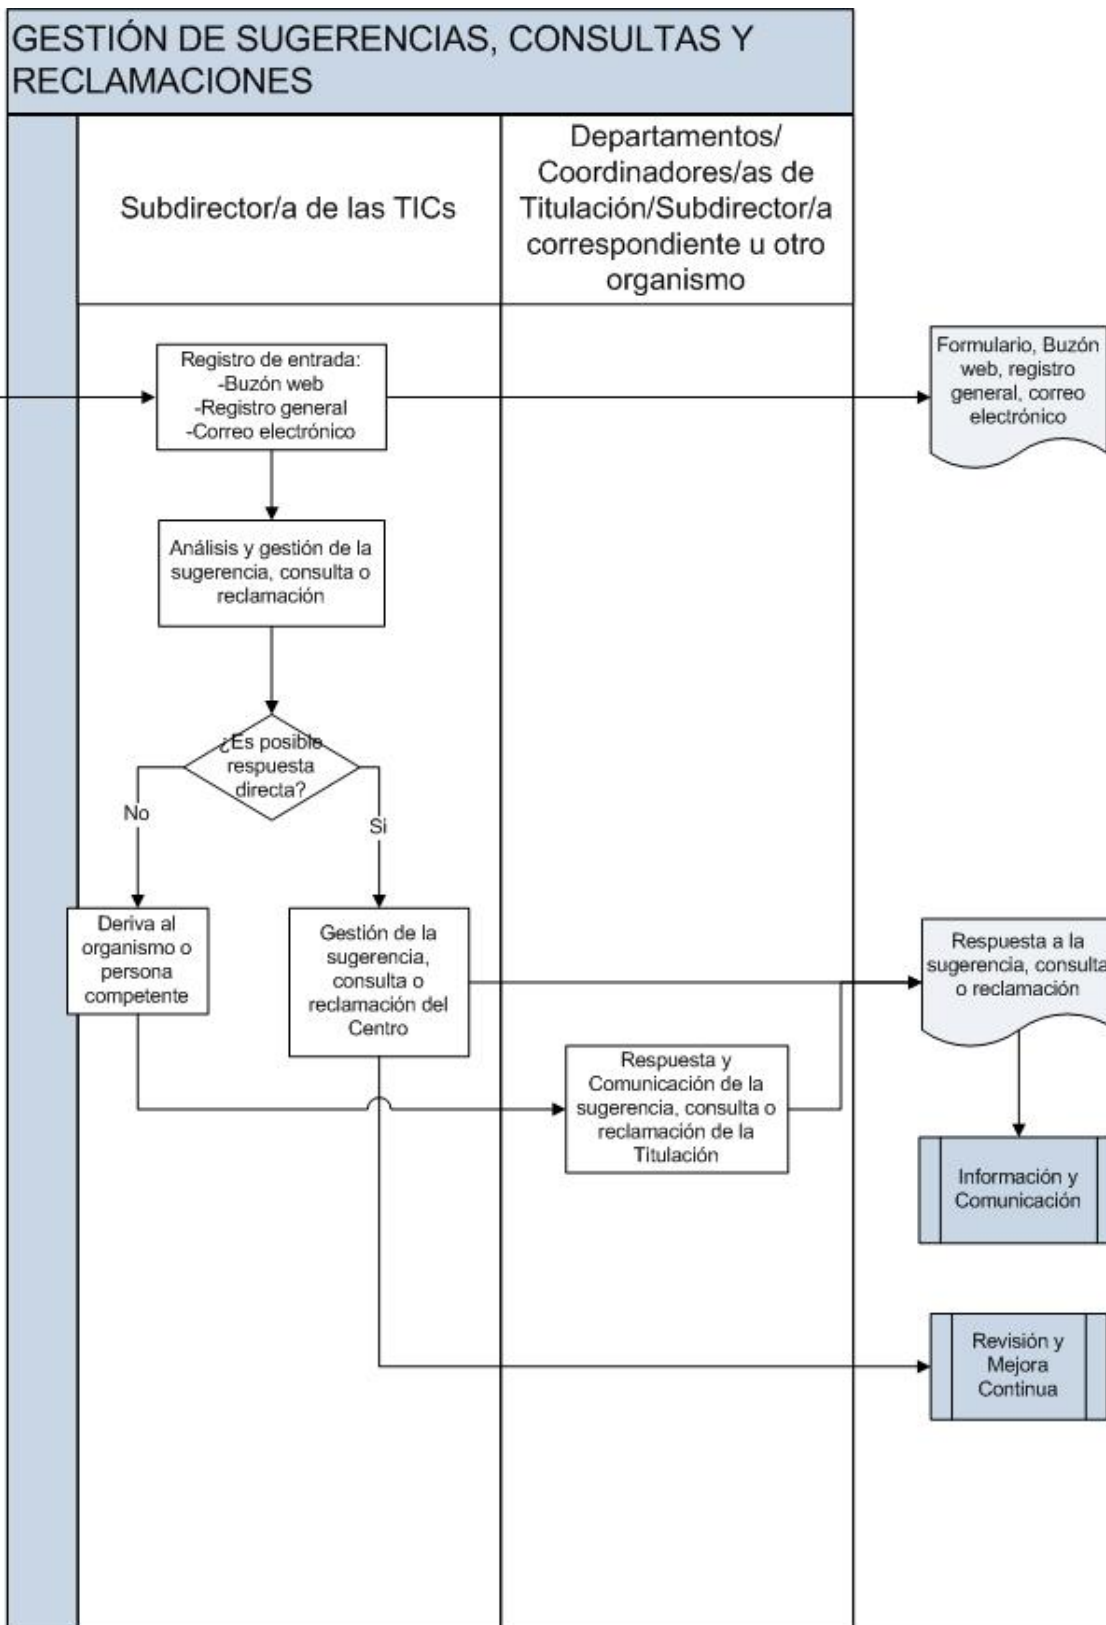 GESTIÓN DE SUGERENCIAS, CONSULTAS Y
RECLAMACIONES
Subdirector/a de las TICs
Departamentos/
Coordinadores/as de
Titulación/Subdirector/a
correspondiente u otro
organismo
Registro de entrada:
-Buzón web
-Registro general
-Correo electrónico
Formulario, Buzón
web, registro
general, correo
electrónico
Análisis y gestión de la
sugerencia, consulta o
reclamación
¿Es posible
respuesta
directa?
No
Si
Deriva al
organismo o
persona
competente
Gestión de la
sugerencia,
consulta o
reclamación del
Centro
Respuesta a la
sugerencia, consulta
o reclamación
Respuesta y
Comunicación de la
sugerencia, consulta o
reclamación de la
Titulación
Información y
Comunicación
Revisión y
Mejora
Continua